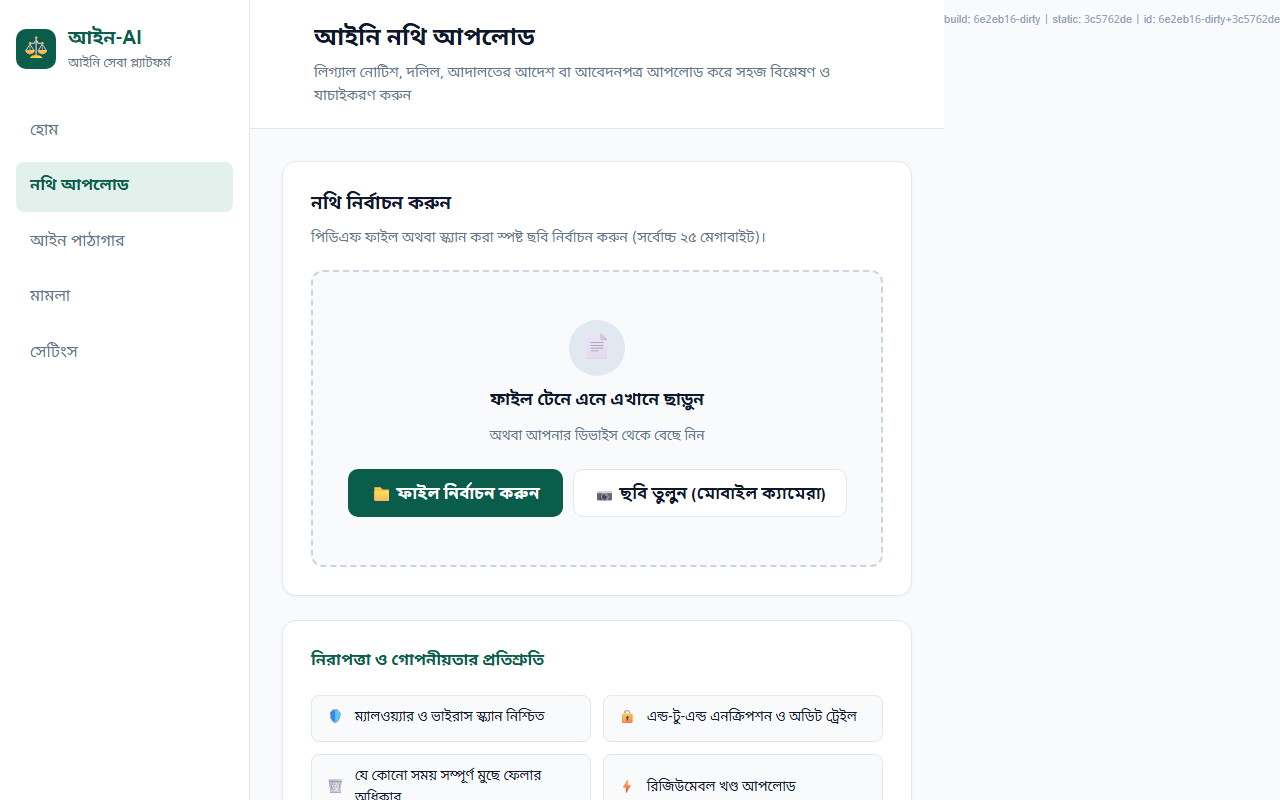 আইন-AI
আইনি সেবা প্ল্যাটফর্ম
হোম
নথি আপলোড
আইন পাঠাগার
মামলা
সেটিংস
আইনি নথি আপলোড
লিগ্যাল নোটিশ, দলিল, আদালতের আদেশ বা আবেদনপত্র আপলোড করে সহজ বিশ্লেষণ ও
যাচাইকরণ করুন
build: 6e2eb16-dirty | static: 3c5762de | id: 6e2eb16-dirty+3c5762de
নথি নির্বাচন করুন
পিডিএফ ফাইল অথবা স্ক্যান করা স্পষ্ট ছবি নির্বাচন করুন (সর্বোচ্চ ২৫ মেগাবাইট)।
ফাইল টেনে এনে এখানে ছাড়ুন
অথবা আপনার ডিভাইস থেকে বেছে নিন
ফাইল নির্বাচন করুন
ছবি তুলুন (মোবাইল ক্যামেরা)
নিরাপত্তা ও গোপনীয়তার প্রতিশ্রুতি
ম্যালওয়্যার ও ভাইরাস স্ক্যান নিশ্চিত
এন্ড-টু-এন্ড এনক্রিপশন ও অডিট ট্রেইল
যে কোনো সময় সম্পূর্ণ মুছে ফেলার
অধিকার
রিজিউমেবল খণ্ড আপলোড